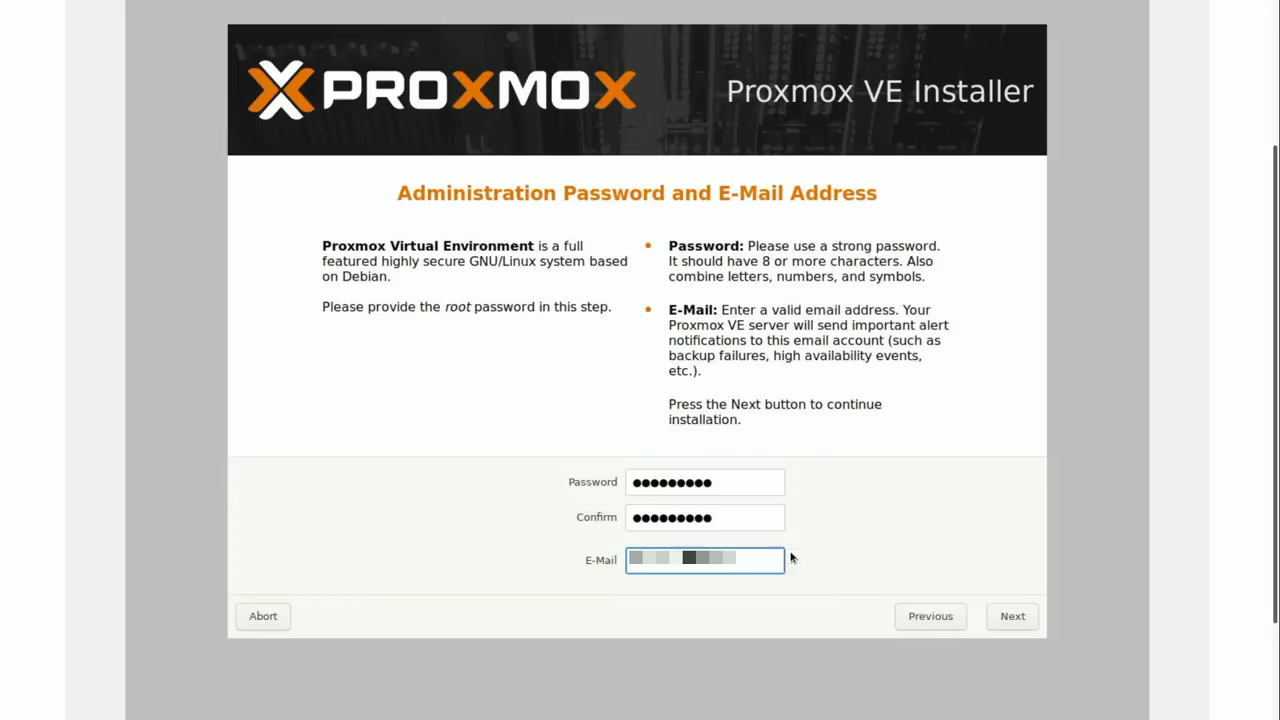 PROXMOX
Proxmox VE Installer
Administration Password and E-Mail Address
Proxmox Virtual Environment is a full
featured highly secure GNU/Linux system based
on Debian.
Please provide the root password in this step.
Password: Please use a strong password.
It should have 8 or more characters. Also
combine letters, numbers, and symbols.
E-Mail: Enter a valid email address. Your
Proxmox VE server will send important alert
notifications to this email account (such as
backup failures, high availability events,
etc.).
Press the Next button to continue
installation.
Password ●●●●●●●●●
Confirm ●●●●●●●●●
E-Mail
Abort
Previous
Next